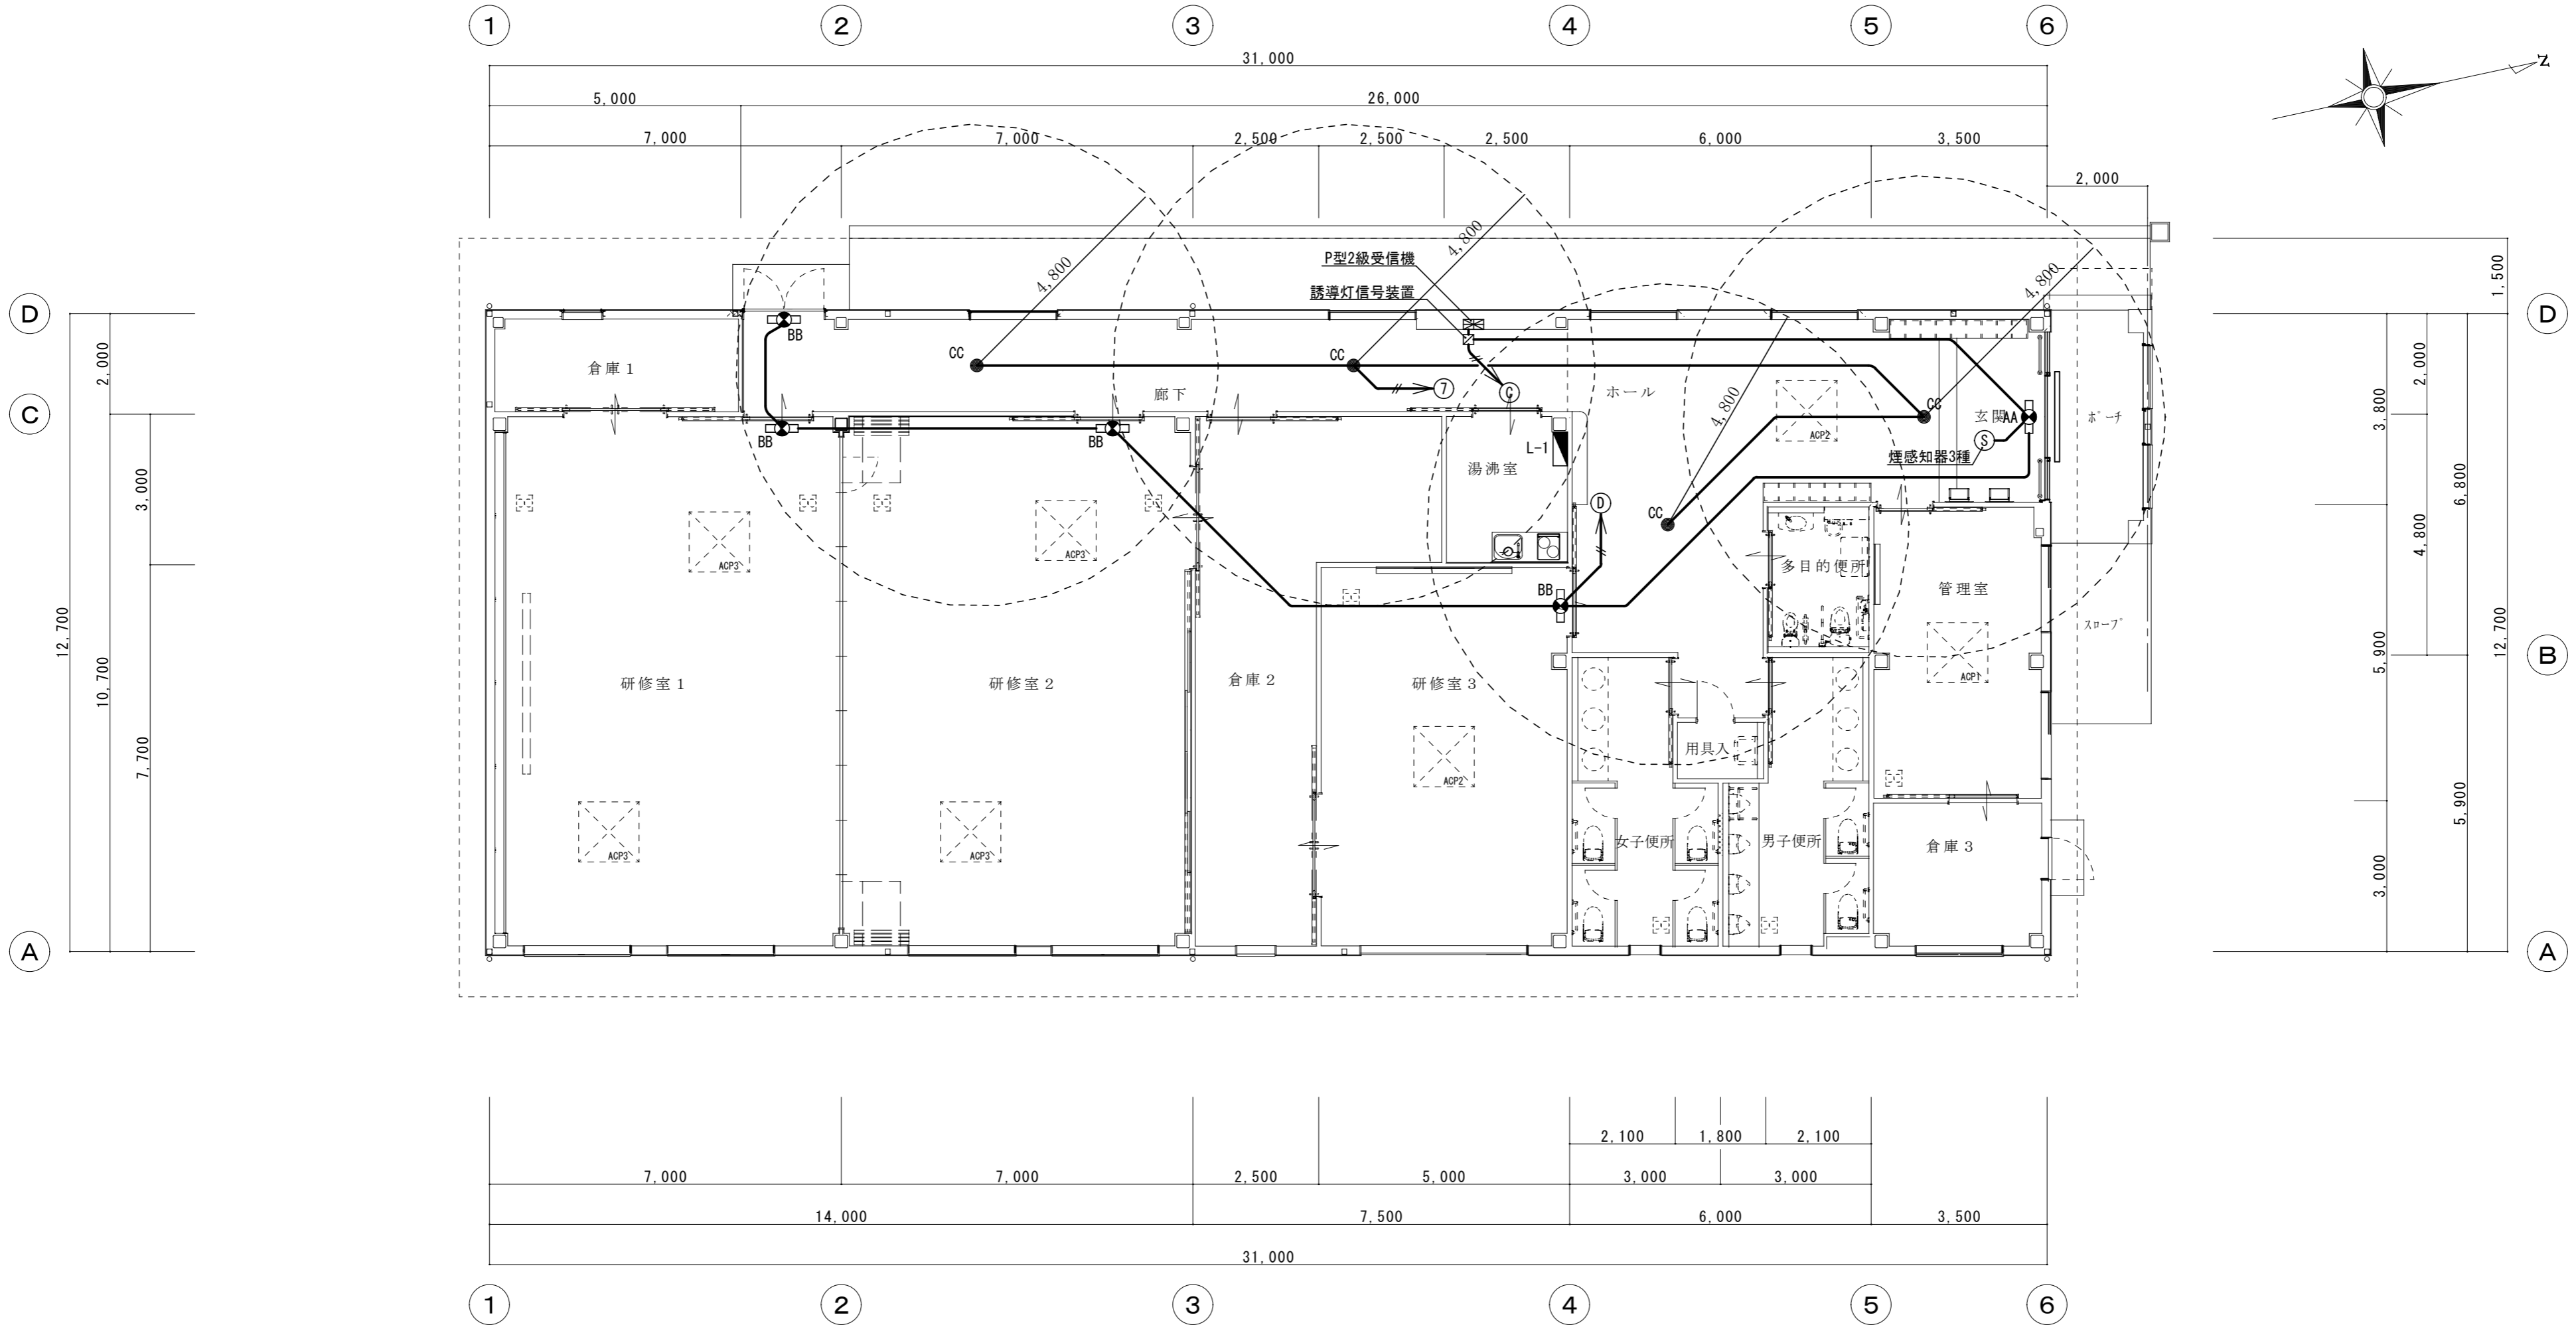 1
2
3
4
5
6
31,000
5,000
26,000
7,000
7,000
2,500
2,500
2,500
6,000
3,500
2,000
N
4,800
4,800
4,800
4,800
P型2級受信機
誘導灯信号装置
D
C
A
D
B
A
2,000
3,000
7,700
10,700
12,700
1,500
2,000
3,800
6,800
4,800
5,900
12,700
5,900
3,000
倉庫1
BB
BB
BB
BB
CC
CC
CC
CC
廊下
7
G
D
ホール
ACP2
玄関
AA
S
煙感知器3種
ポーチ
L-1
湯沸室
ACP3
ACP3
多目的便所
管理室
スロープ
ACP1
研修室1
研修室2
倉庫2
研修室3
ACP2
用具入
ACP3
ACP3
女子便所
男子便所
倉庫3
2,100
1,800
2,100
7,000
7,000
2,500
5,000
3,000
3,000
14,000
7,500
6,000
3,500
31,000
1
2
3
4
5
6